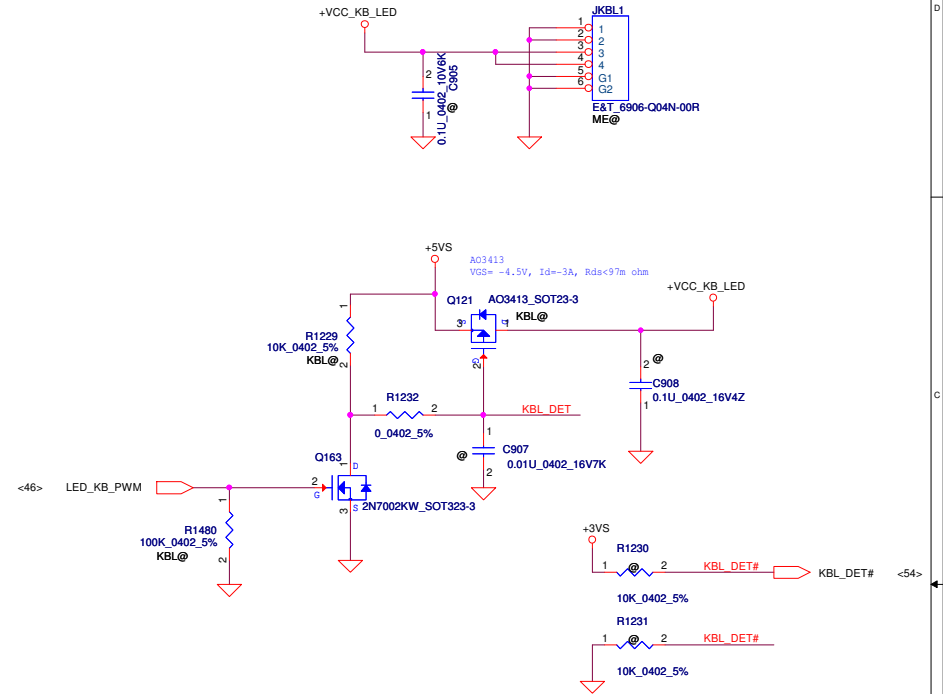 +VCC_KB_LED
JKBL1
1 1
2 2
3 3
4 4
5 G1
6 G2
E&T_6906-Q04N-00R
ME@
2
1
C905
0.1U_0402_10V6K
@
D
+5VS
AO3413
VGS= -4.5V, Id=-3A, Rds<97m ohm
+VCC_KB_LED
Q121
AO3413_SOT23-3
KBL@
3 S
D 1
G
2
1
R1229
10K_0402_5%
KBL@
2
@
2
C908
0.1U_0402_16V4Z
1
C
R1232
1 2
0_0402_5%
KBL_DET
1
@
C907
0.01U_0402_16V7K
2
Q163
1 D
2
G
3 S
2N7002KW_SOT323-3
<46>
LED_KB_PWM
1
R1480
100K_0402_5%
KBL@
2
+3VS
R1230
1 @ 2
KBL_DET#
KBL_DET#
<54>
10K_0402_5%
R1231
1 @ 2
KBL_DET#
10K_0402_5%